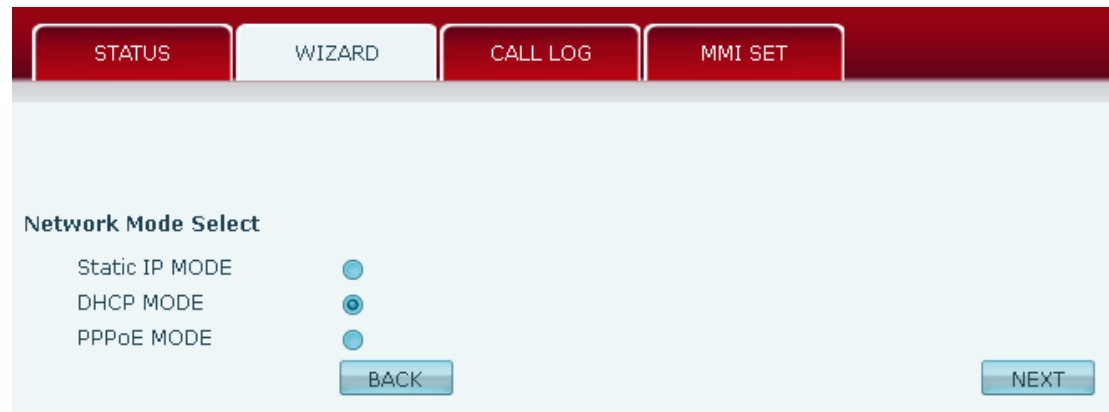 STATUS WIZARD CALL LOG MMI SET
Network Mode Select
Static IP MODE
DHCP MODE
PPPoE MODE
BACK NEXT